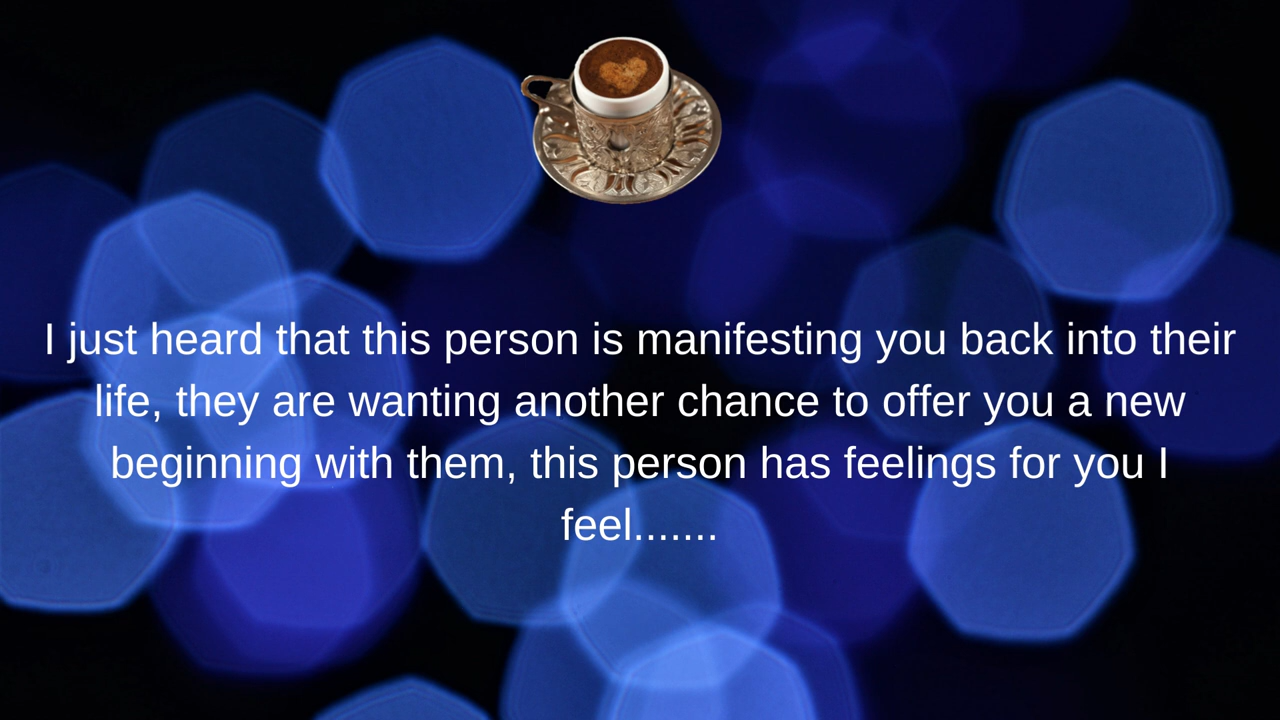 I just heard that this person is manifesting you back into their
life, they are wanting another chance to offer you a new
beginning with them, this person has feelings for you I
feel.......